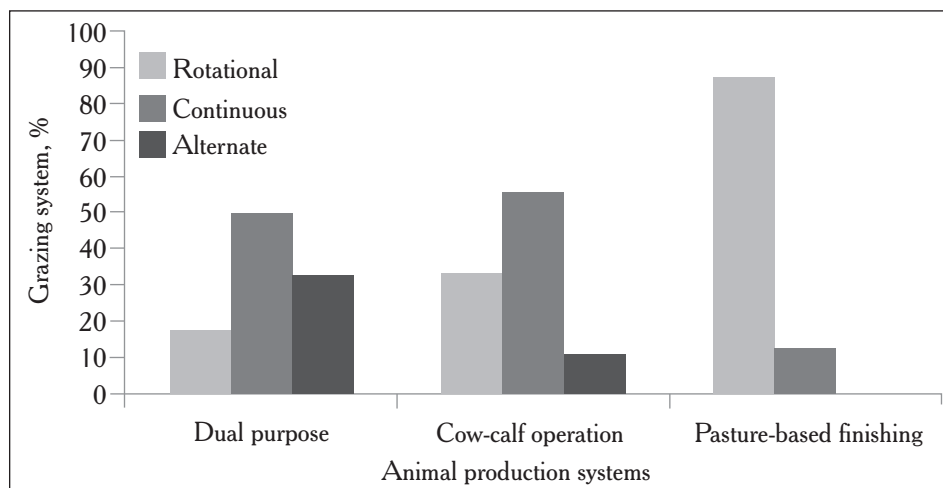 Grazing system, %
100
90
80
70
60
50
40
30
20
10
0
Rotational
Continuous
Alternate
Dual purpose
Cow-calf operation
Pasture-based finishing
Animal production systems